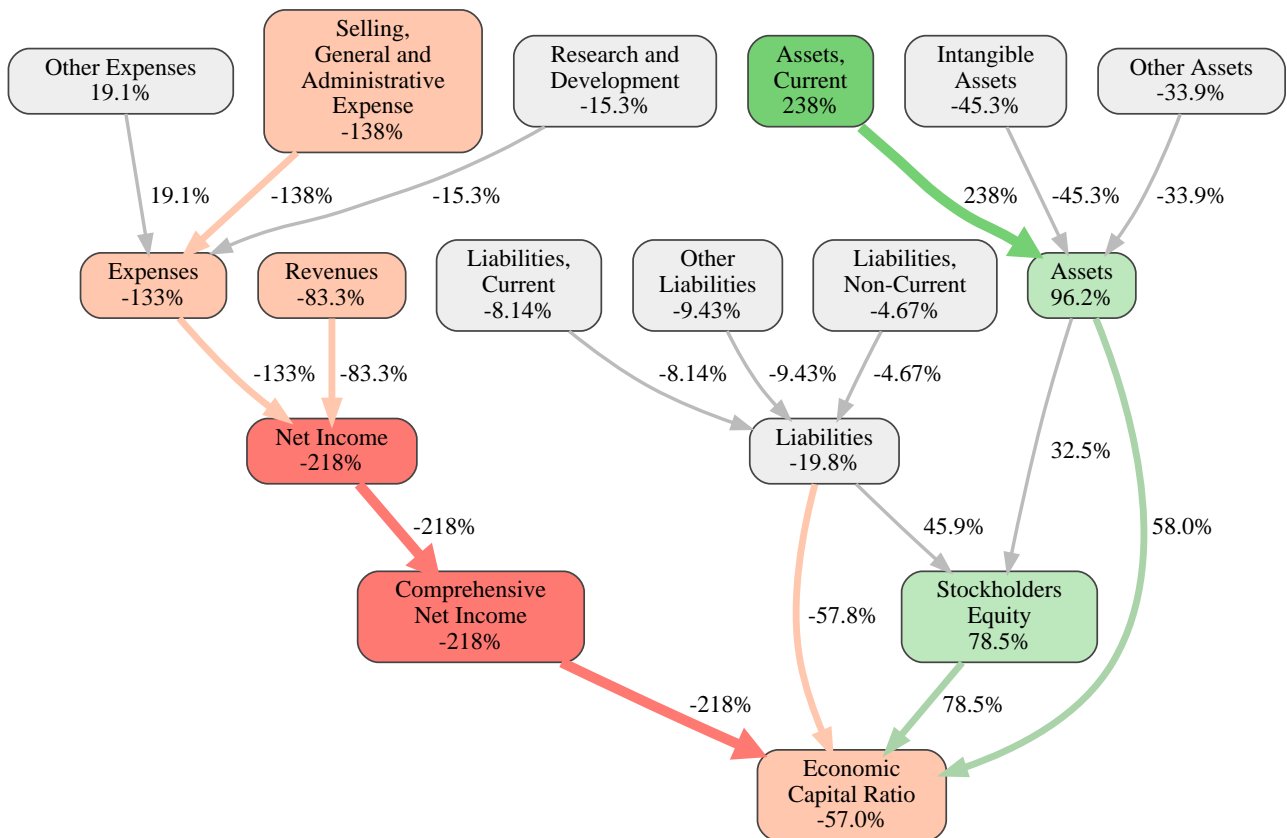 Other Expenses
19.1%
Selling,
General and
Administrative
Expense
-138%
Research and
Development
-15.3%
Assets,
Current
238%
Intangible
Assets
-45.3%
Other Assets
-33.9%
19.1%
-138%
-15.3%
238%
-45.3%
-33.9%
Expenses
-133%
Revenues
-83.3%
Liabilities,
Current
-8.14%
Other
Liabilities
-9.43%
Liabilities,
Non-Current
-4.67%
Assets
96.2%
-133%
-83.3%
-8.14%
-9.43%
-4.67%
Net Income
-218%
Liabilities
-19.8%
32.5%
-218%
45.9%
58.0%
Comprehensive
Net Income
-218%
-57.8%
Stockholders
Equity
78.5%
-218%
78.5%
Economic
Capital Ratio
-57.0%